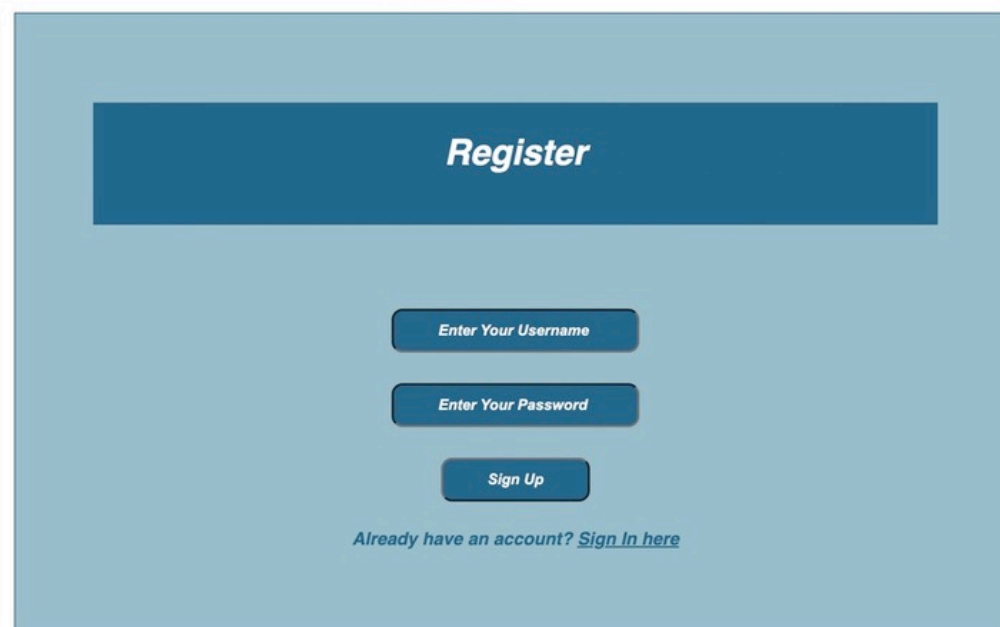 Register
Enter Your Username
Enter Your Password
Sign Up
Already have an account? Sign In here